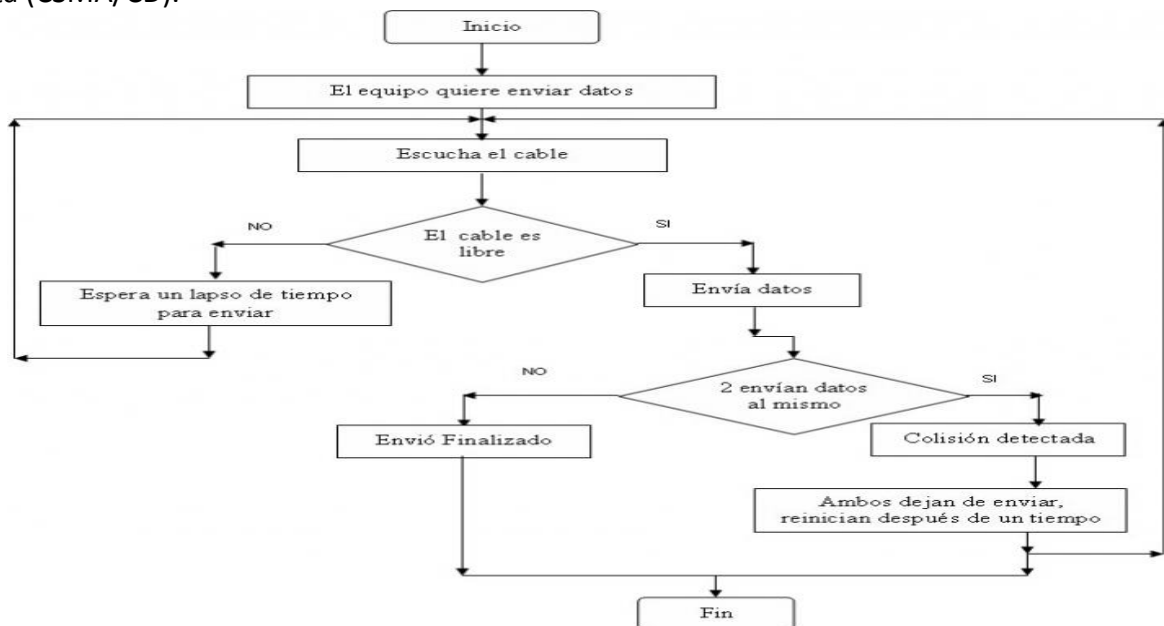 (CSMA/CD).
Inicio
El equipo quiere enviar datos
Escucha el cable
NO
SI
El cable es
libre
Espera un lapso de tiempo
para enviar
Envía datos
NO
SI
2 envían datos
al mismo
Envió Finalizado
Colisión detectada
Ambos dejan de enviar,
reinician después de un tiempo
Fin